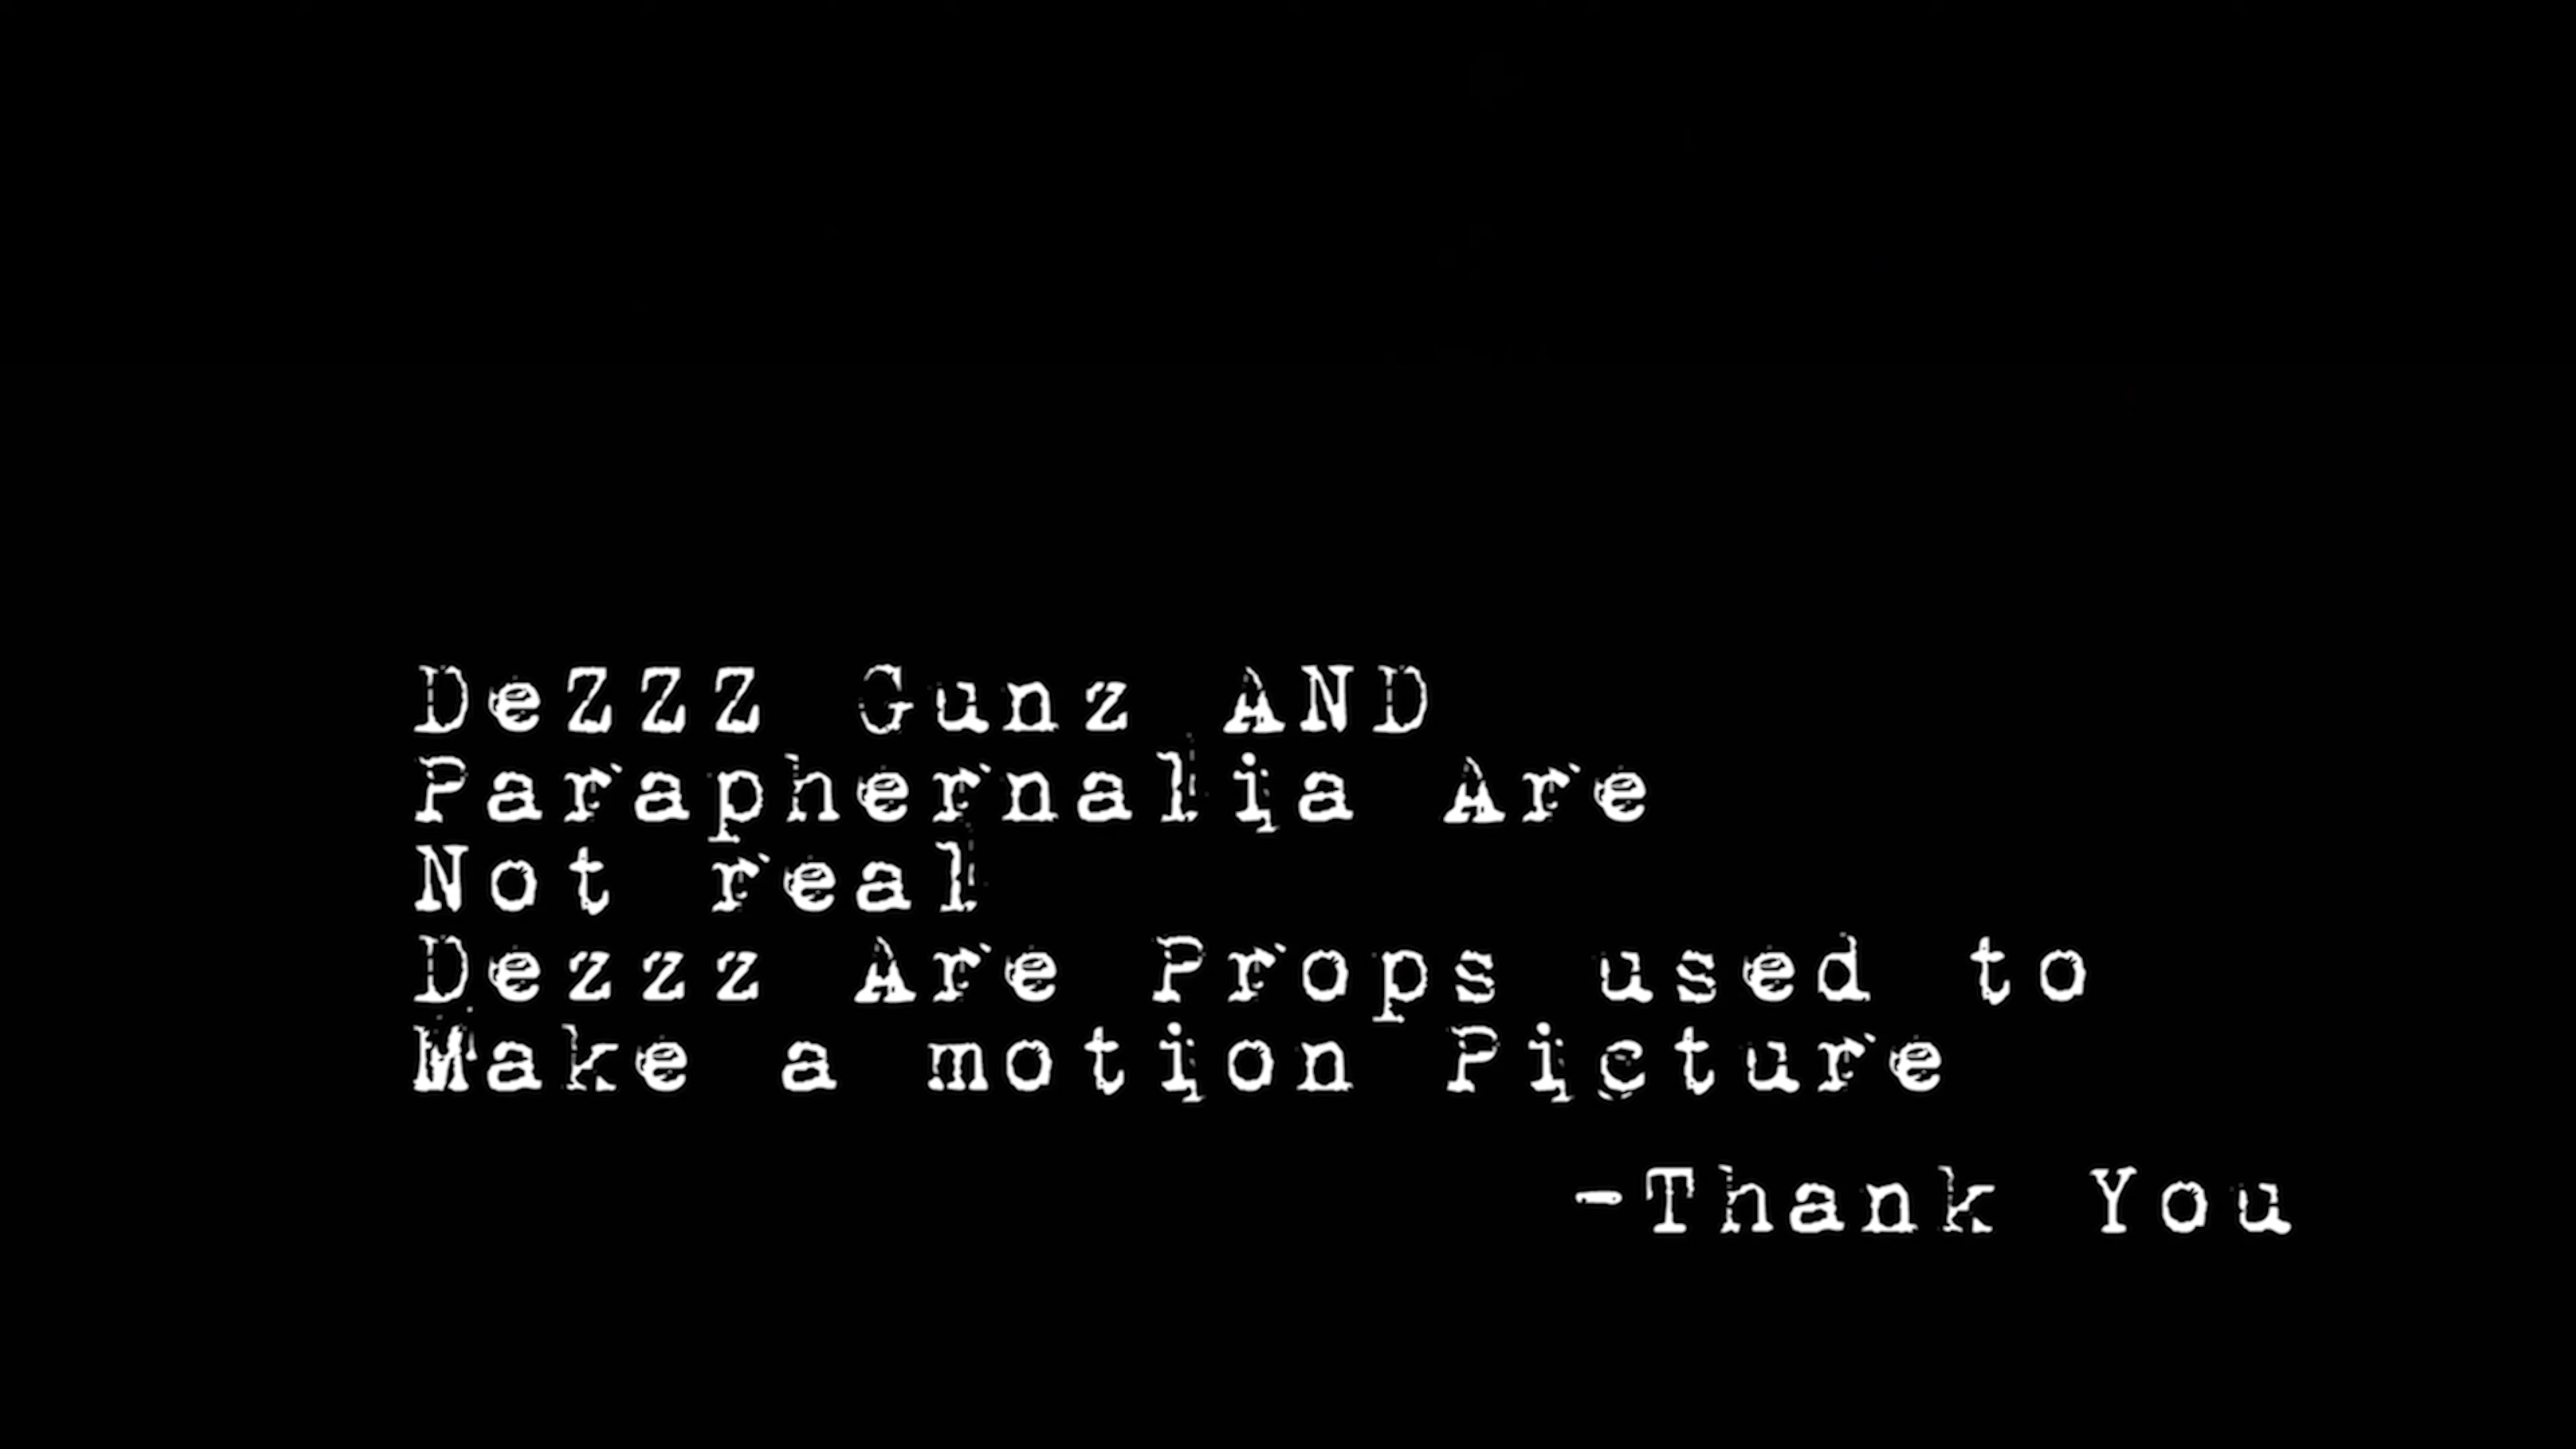 DeZZZ Gunz AND
Paraphernalia Are
Not real
Dezzz Are Props used to
Make a motion Picture
-Thank You